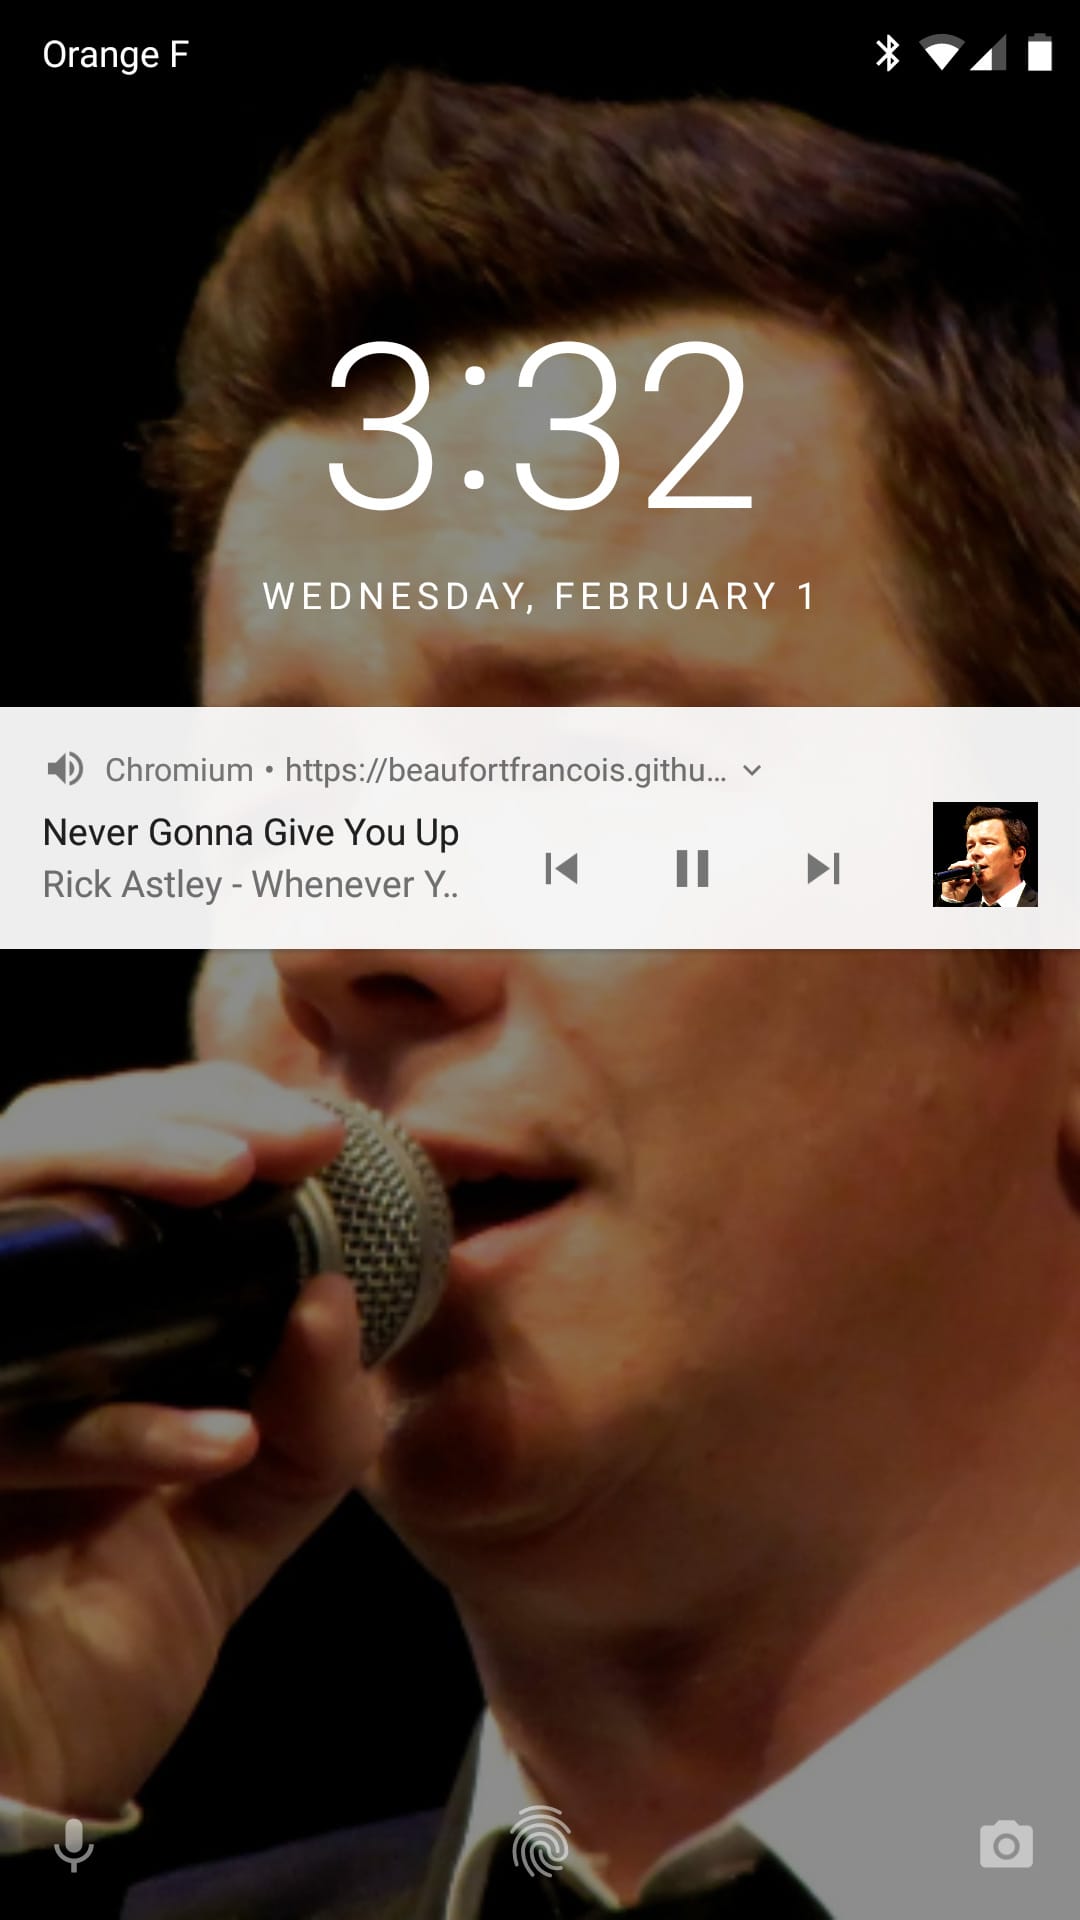 Orange F
3:32
WEDNESDAY, FEBRUARY 1
Chromium • https://beaufortfrancois.githu...
Never Gonna Give You Up
Rick Astley - Whenever Y..